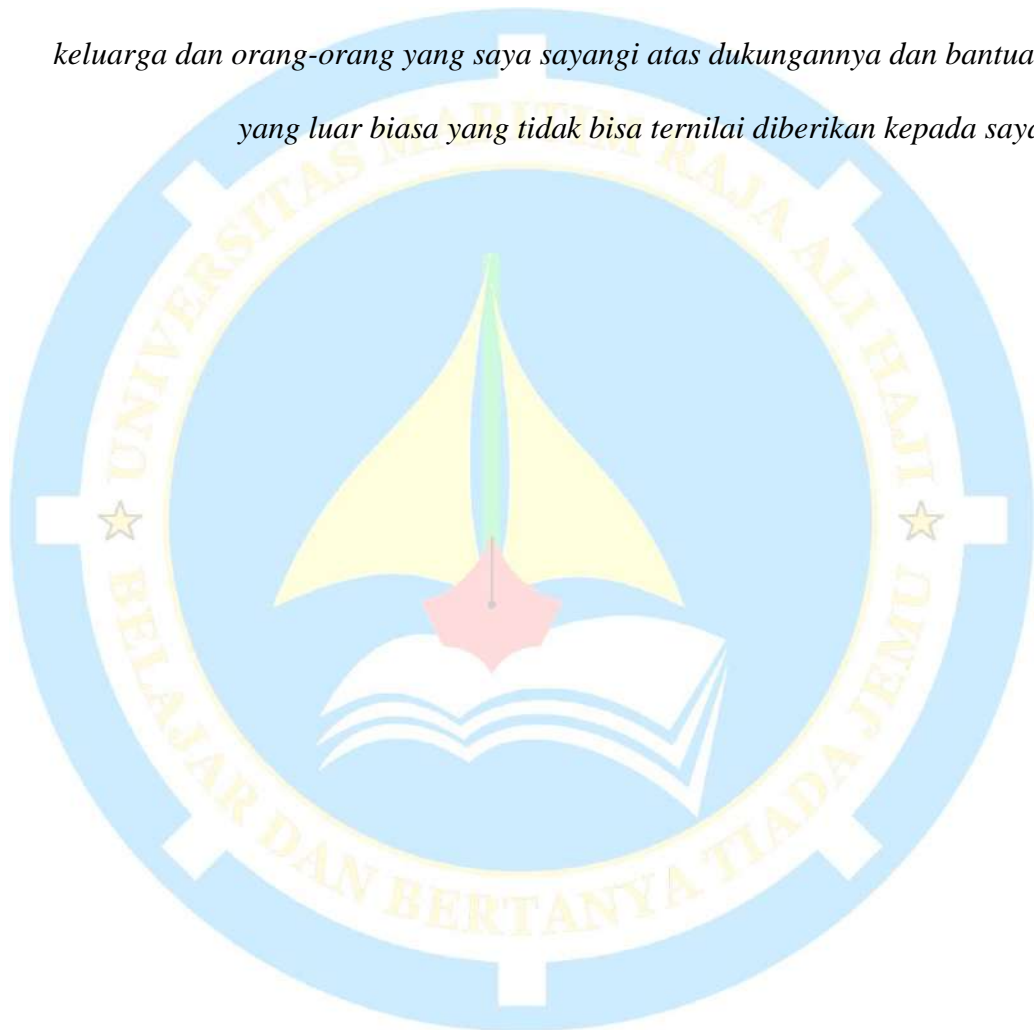 keluarga dan orang-orang yang saya sayangi atas dukungannya dan bantua
yang luar biasa yang tidak bisa ternilai diberikan kepada saya
UNIVERSITAS MARITIM RAJA ALI HAJI
BELAJAR DAN BERTANYA TIADA JEMU